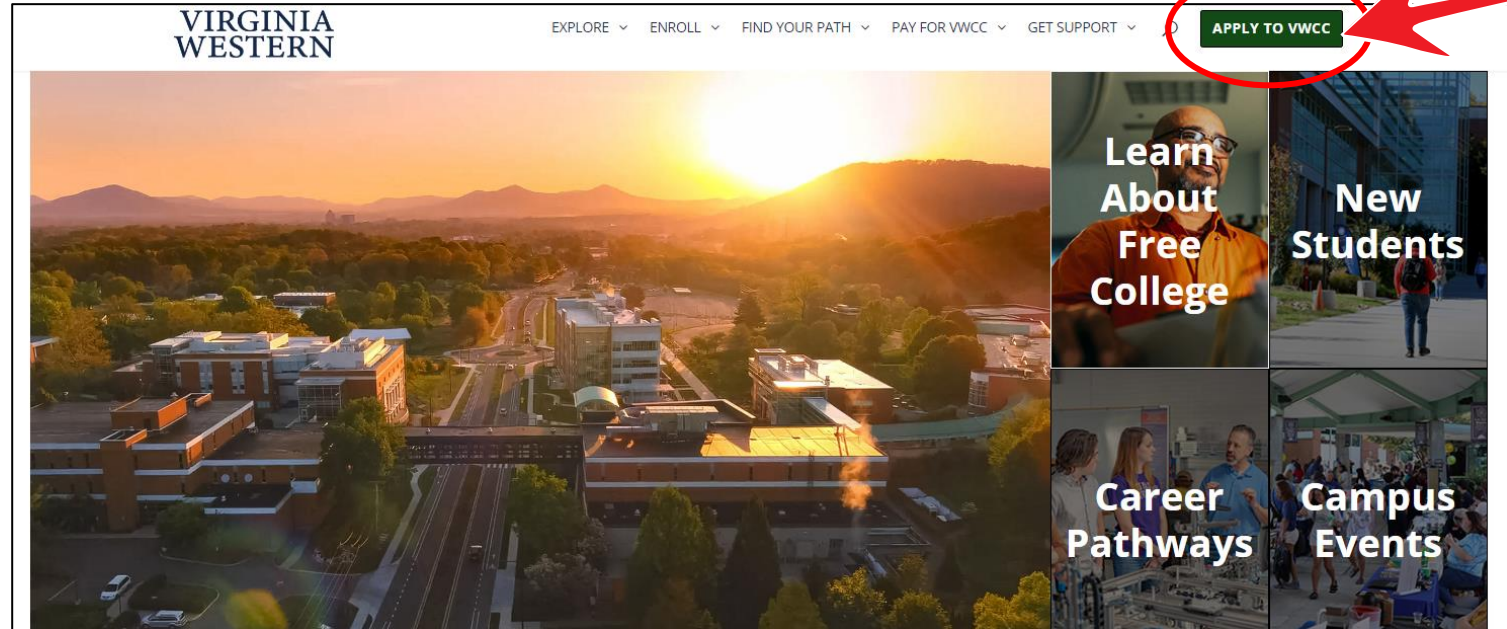 VIRGINIA
WESTERN
EXPLORE ENROLL FIND YOUR PATH PAY FOR VWCC GET SUPPORT APPLY TO VWCC
Learn
About
Free
College
New
Students
Career
Pathways
Campus
Events